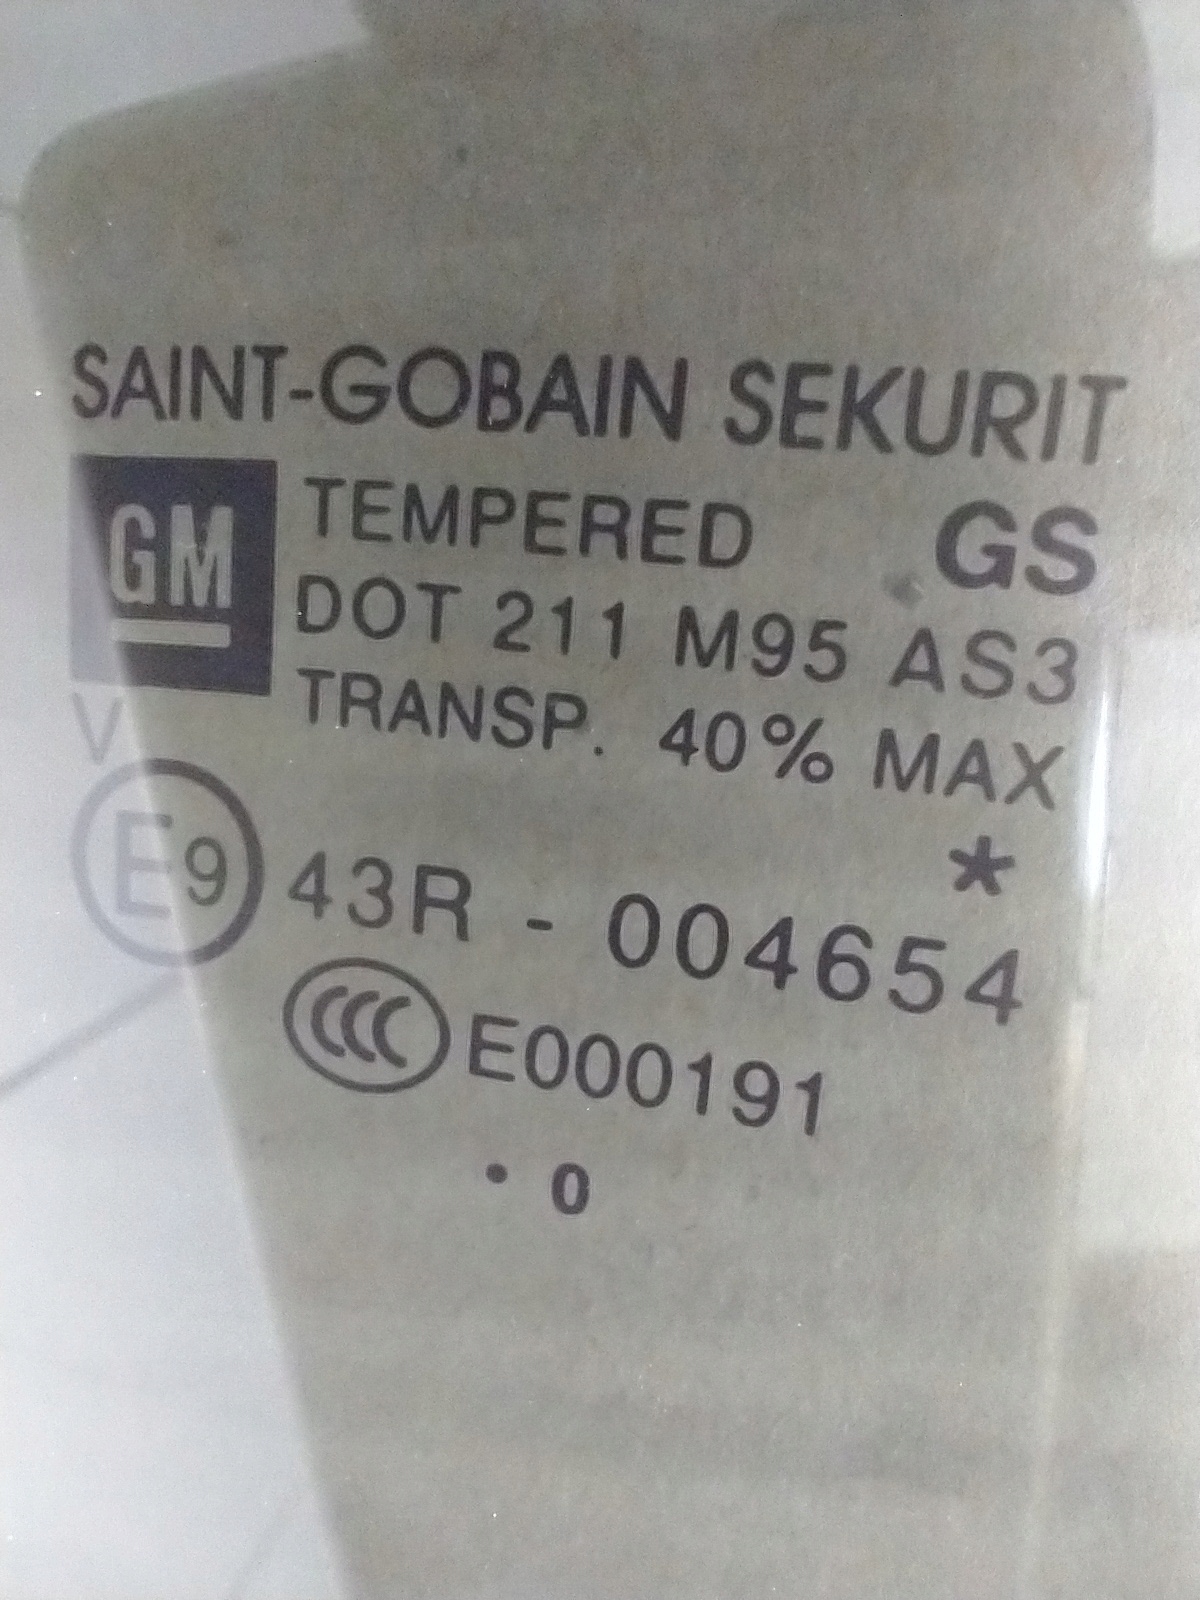 SAINT-GOBAIN SEKURIT
GM TEMPERED GS
DOT 211 M95 AS3
TRANSP. 40% MAX
V
*
E9 43R - 004654
CCC E000191
. 0